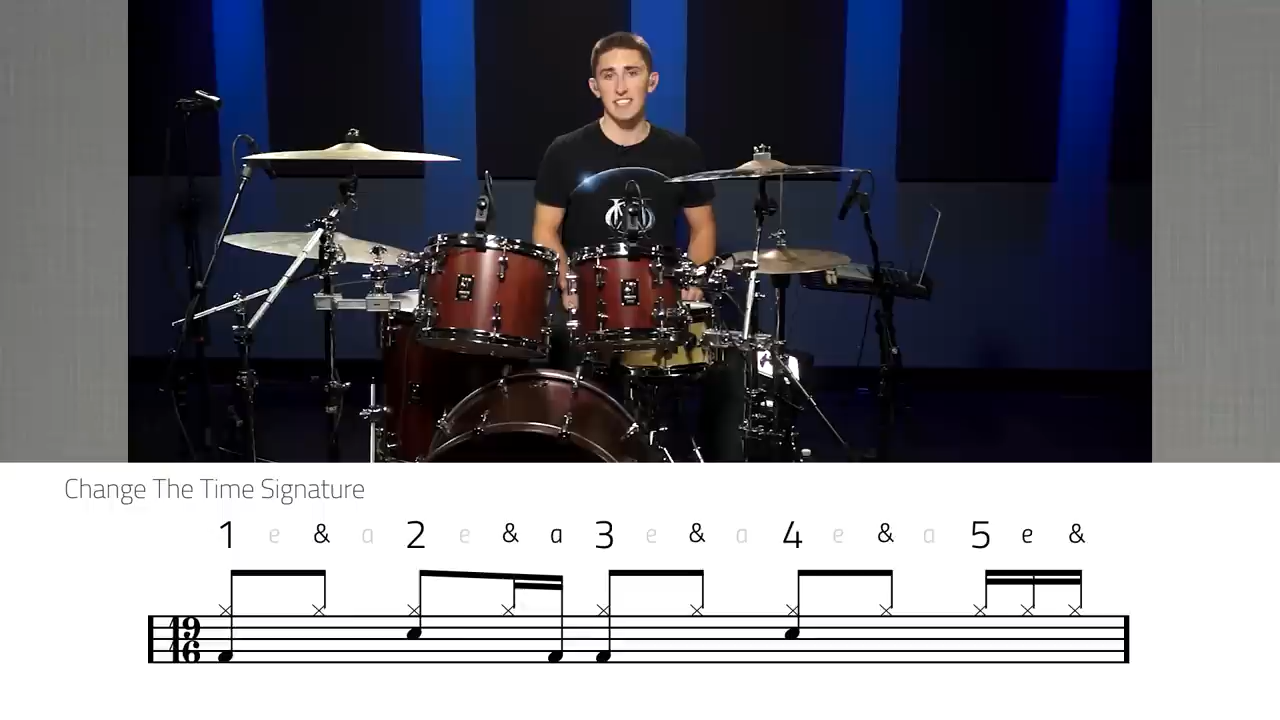 Change The Time Signature
1 e & a 2 e & a 3 e & a 4 e & a 5 e &
19
16